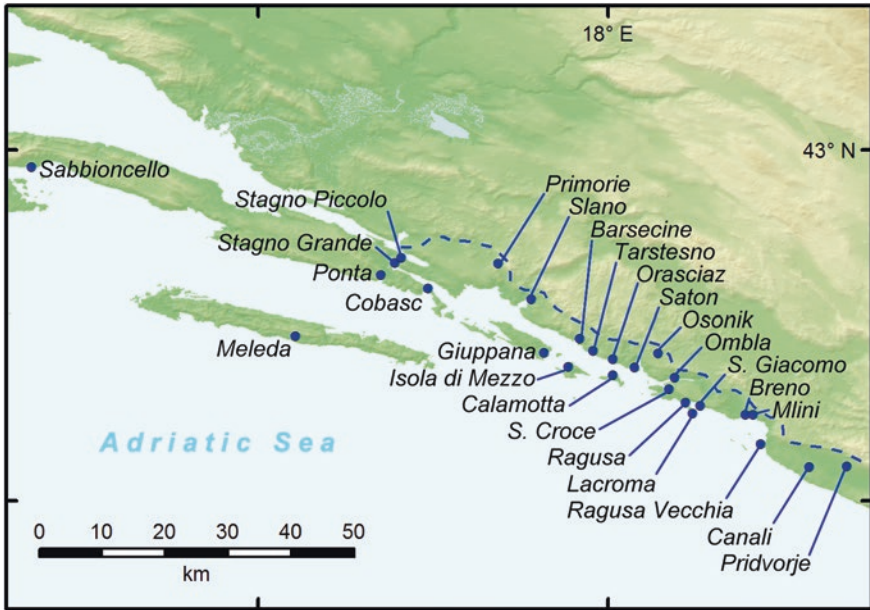 18° E
43° N
Sabbioncello
Stagno Piccolo
Stagno Grande
Ponta
Cobasc
Meleda
Primorie
Slano
Barsecine
Tarstesno
Orasciaz
Saton
Osonik
Ombla
S. Giacomo
Breno
Mlini
Giuppana
Isola di Mezzo
Calamotta
S. Croce
Ragusa
Lacroma
Ragusa Vecchia
Canali
Pridvorje
Adriatic Sea
0 10 20 30 40 50
km